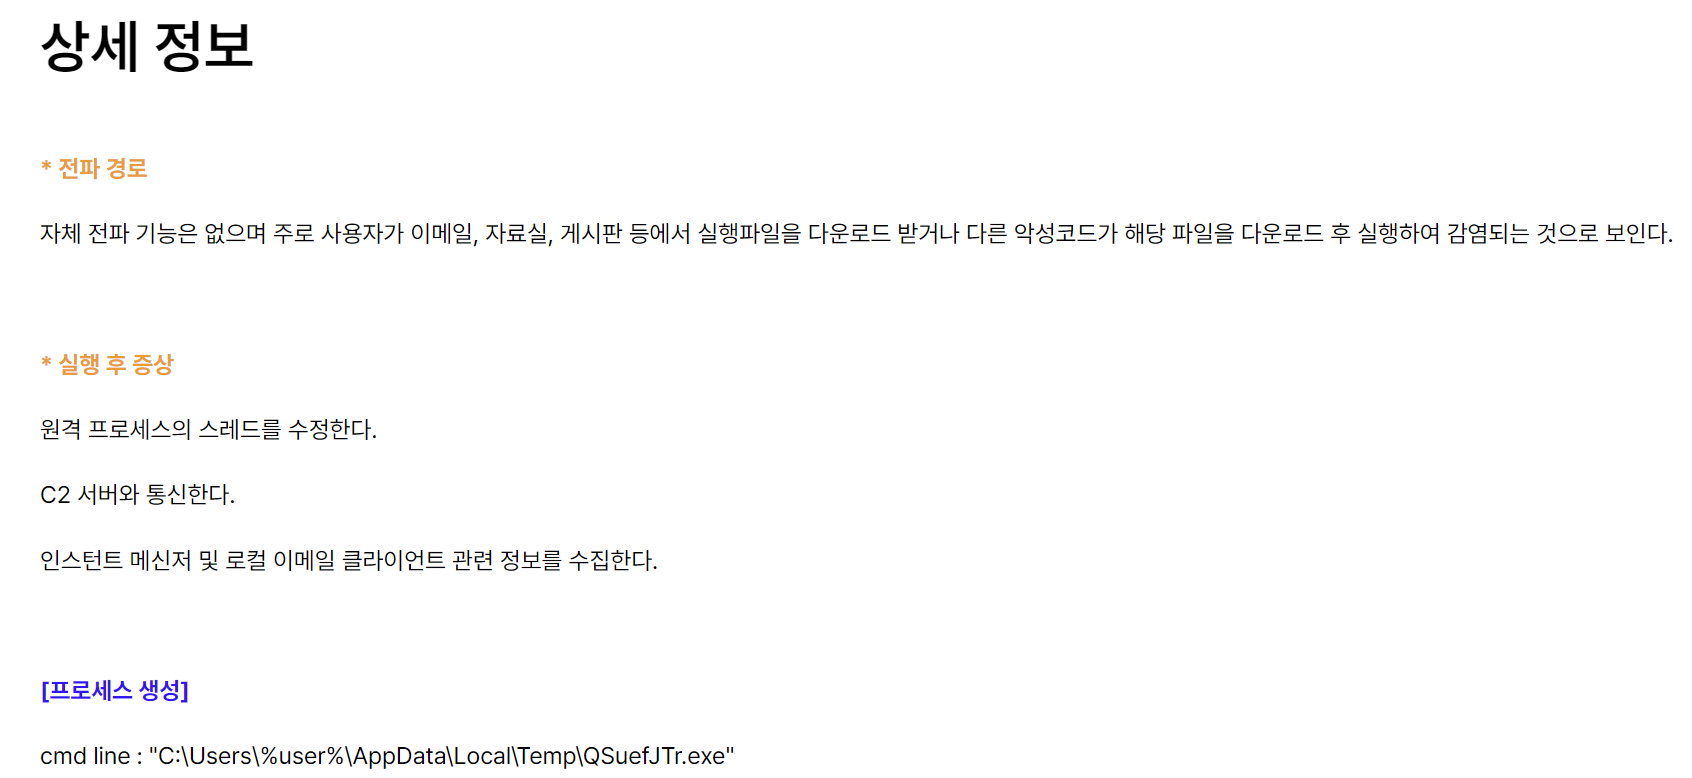 상세 정보
* 전파 경로
자체 전파 기능은 없으며 주로 사용자가 이메일, 자료실, 게시판 등에서 실행파일을 다운로드 받거나 다른 악성코드가 해당 파일을 다운로드 후 실행하여 감염되는 것으로 보인다.
* 실행 후 증상
원격 프로세스의 스레드를 수정한다.
C2 서버와 통신한다.
인스턴트 메신저 및 로컬 이메일 클라이언트 관련 정보를 수집한다.
[프로세스 생성]
cmd line : "C:\Users\%user%\AppData\Local\Temp\QSuefJTr.exe"